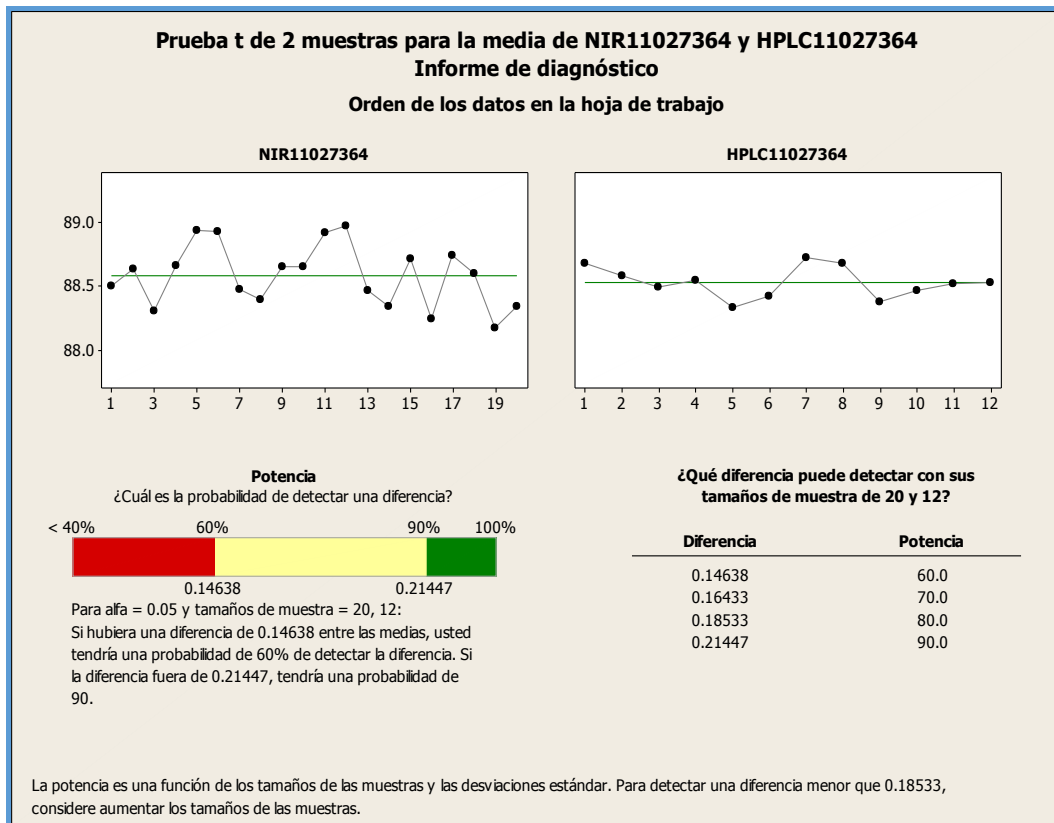 Prueba t de 2 muestras para la media de NIR11027364 y HPLC11027364
Informe de diagnóstico
Orden de los datos en la hoja de trabajo
NIR11027364
HPLC11027364
89.0
88.5
88.0
1 3 5 7 9 11 13 15 17 19
1 2 3 4 5 6 7 8 9 10 11 12
Potencia
¿Cuál es la probabilidad de detectar una diferencia?
< 40% 60% 90% 100%
0.14638 0.21447
Para alfa = 0.05 y tamaños de muestra = 20, 12:
Si hubiera una diferencia de 0.14638 entre las medias, usted
tendría una probabilidad de 60% de detectar la diferencia. Si
la diferencia fuera de 0.21447, tendría una probabilidad de
90.
¿Qué diferencia puede detectar con sus
tamaños de muestra de 20 y 12?
Diferencia Potencia
0.14638 60.0
0.16433 70.0
0.18533 80.0
0.21447 90.0
La potencia es una función de los tamaños de las muestras y las desviaciones estándar. Para detectar una diferencia menor que 0.18533,
considere aumentar los tamaños de las muestras.